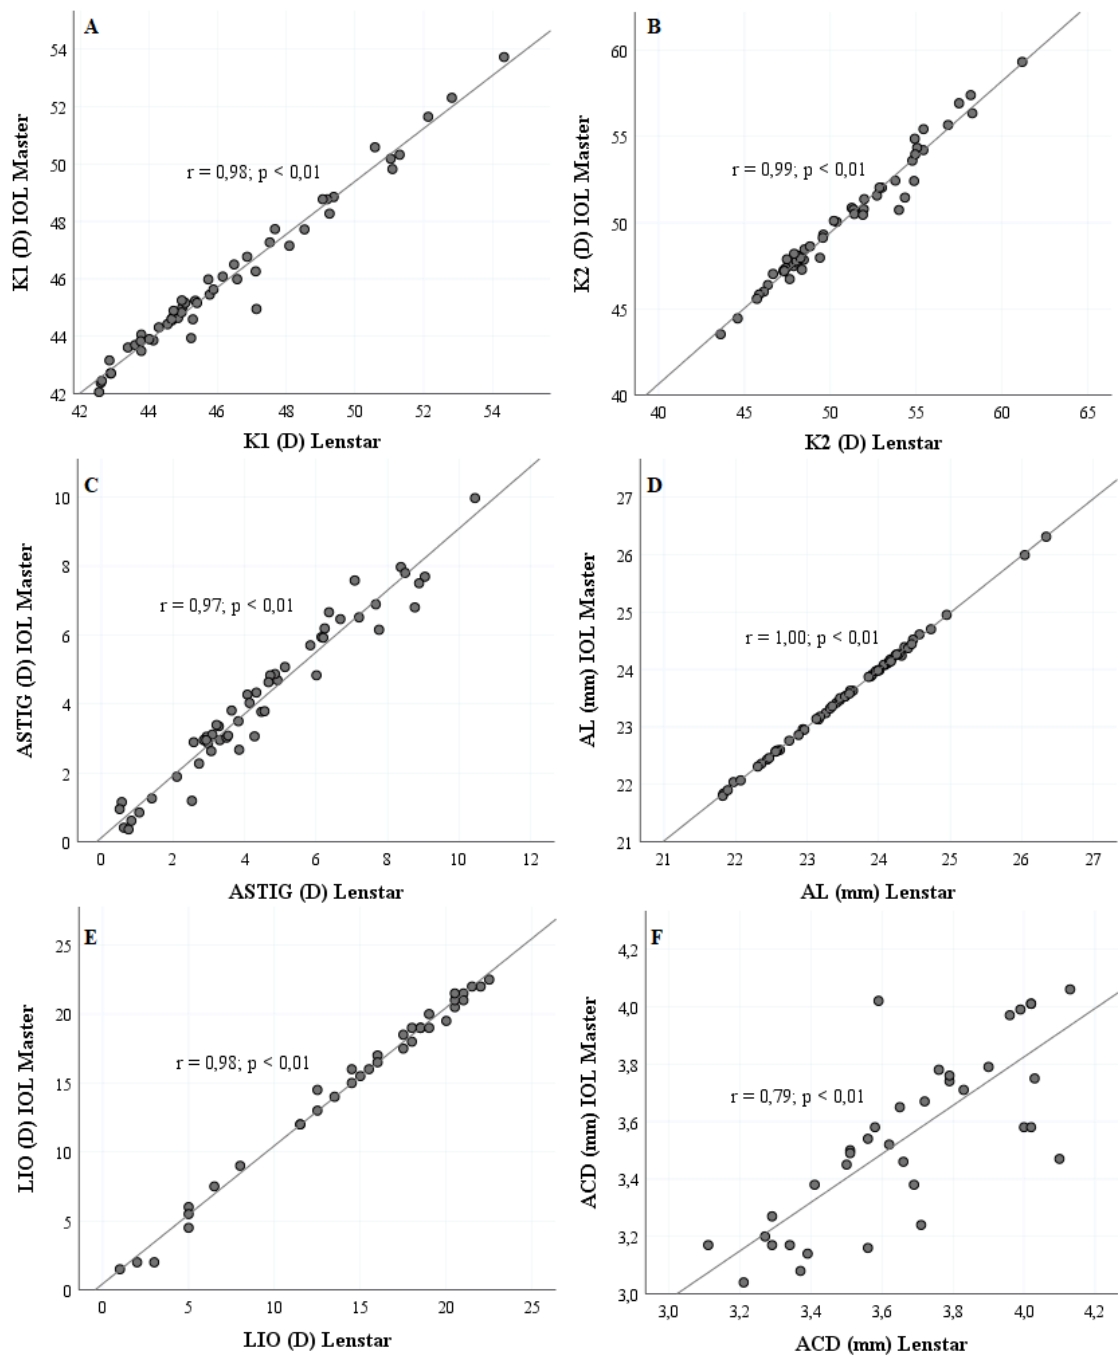 A
K1 (D) IOL Master
54
52
50
48
46
44
42
r = 0,98; p < 0,01
42 44 46 48 50 52 54
K1 (D) Lenstar
B
K2 (D) IOL Master
60
55
50
45
40
r = 0,99; p < 0,01
40 45 50 55 60 65
K2 (D) Lenstar
C
ASTIG (D) IOL Master
10
8
6
4
2
0
r = 0,97; p < 0,01
0 2 4 6 8 10 12
ASTIG (D) Lenstar
D
AL (mm) IOL Master
27
26
25
24
23
22
21
r = 1,00; p < 0,01
21 22 23 24 25 26 27
AL (mm) Lenstar
E
LIO (D) IOL Master
25
20
15
10
5
0
r = 0,98; p < 0,01
0 5 10 15 20 25
LIO (D) Lenstar
F
ACD (mm) IOL Master
4,2
4,0
3,8
3,6
3,4
3,2
3,0
r = 0,79; p < 0,01
3,0 3,2 3,4 3,6 3,8 4,0 4,2
ACD (mm) Lenstar